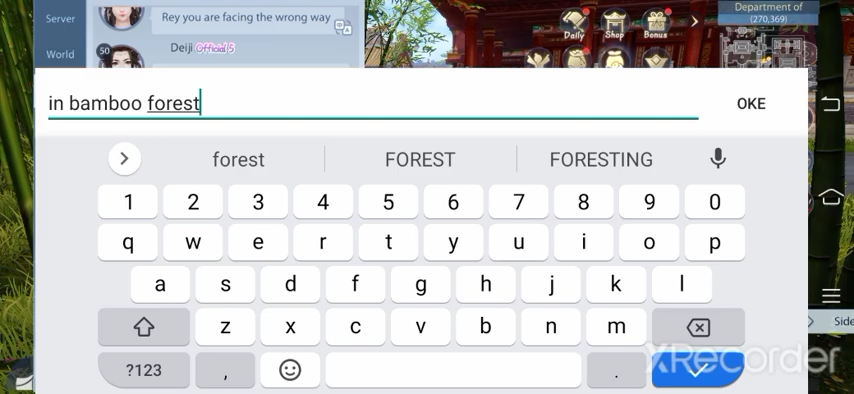 Server
World
Rey you are facing the wrong way
50
Deiji Official 5
Daily
Shop
Bonus
Department of
(270,369)
in bamboo forest
OKE
forest
FOREST
FORESTING
1 2 3 4 5 6 7 8 9 0
q w e r t y u i o p
a s d f g h j k l
z x c v b n m
?123
,
.
Side
XRecorder